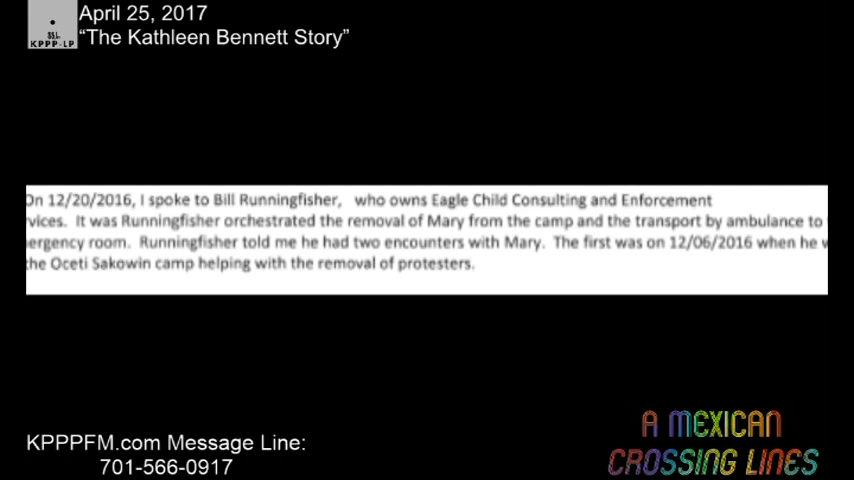 April 25, 2017
SSL
KPPP-LP
“The Kathleen Bennett Story”
On 12/20/2016, I spoke to Bill Runningfisher, who owns Eagle Child Consulting and Enforcement
vices. It was Runningfisher orchestrated the removal of Mary from the camp and the transport by ambulance to
ergency room. Runningfisher told me he had two encounters with Mary. The first was on 12/06/2016 when he
the Oceti Sakowin camp helping with the removal of protesters.
A MEXICAN
CROSSING LINES
KPPPFM.com Message Line:
701-566-0917